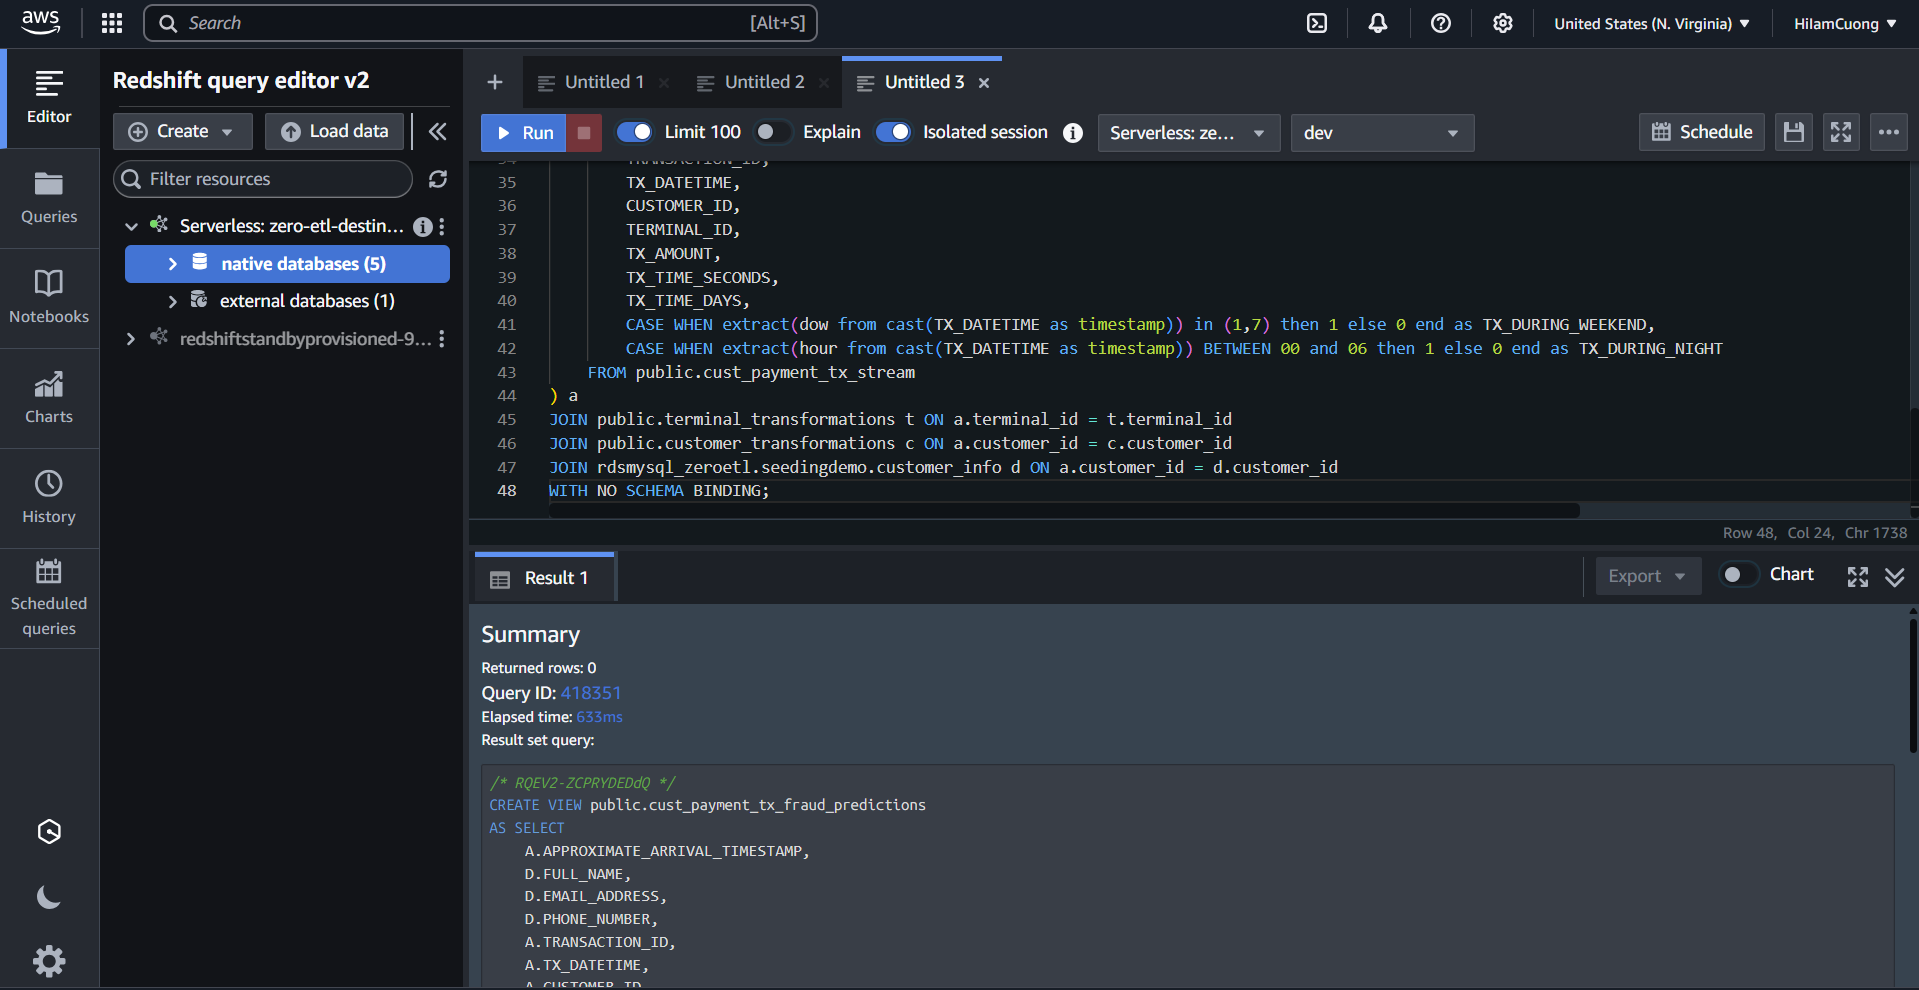 aws
Search
[Alt+S]
United States (N. Virginia)
HilamCuong
Editor
Queries
Notebooks
Charts
History
Scheduled
queries
Redshift query editor v2
Create
Load data
Filter resources
Serverless: zero-etl-destin...
native databases (5)
external databases (1)
redshiftstandbyprovisioned-9...
Untitled 1
Untitled 2
Untitled 3
Run
Limit 100
Explain
Isolated session
Serverless: ze...
dev
Schedule
34 TRANSACTION_ID,
35 TX_DATETIME,
36 CUSTOMER_ID,
37 TERMINAL_ID,
38 TX_AMOUNT,
39 TX_TIME_SECONDS,
40 TX_TIME_DAYS,
41 CASE WHEN extract(dow from cast(TX_DATETIME as timestamp)) in (1,7) then 1 else 0 end as TX_DURING_WEEKEND,
42 CASE WHEN extract(hour from cast(TX_DATETIME as timestamp)) BETWEEN 00 and 06 then 1 else 0 end as TX_DURING_NIGHT
43 FROM public.cust_payment_tx_stream
44 ) a
45 JOIN public.terminal_transformations t ON a.terminal_id = t.terminal_id
46 JOIN public.customer_transformations c ON a.customer_id = c.customer_id
47 JOIN rdsmysql_zeroetl.seedingdemo.customer_info d ON a.customer_id = d.customer_id
48 WITH NO SCHEMA BINDING;
Row 48, Col 24, Chr 1738
Result 1
Export
Chart
Summary
Returned rows: 0
Query ID: 418351
Elapsed time: 633ms
Result set query:
/* RQEV2-ZCPRYDEDdQ */
CREATE VIEW public.cust_payment_tx_fraud_predictions
AS SELECT
A.APPROXIMATE_ARRIVAL_TIMESTAMP,
D.FULL_NAME,
D.EMAIL_ADDRESS,
D.PHONE_NUMBER,
A.TRANSACTION_ID,
A.TX_DATETIME,
A.CUSTOMER_ID